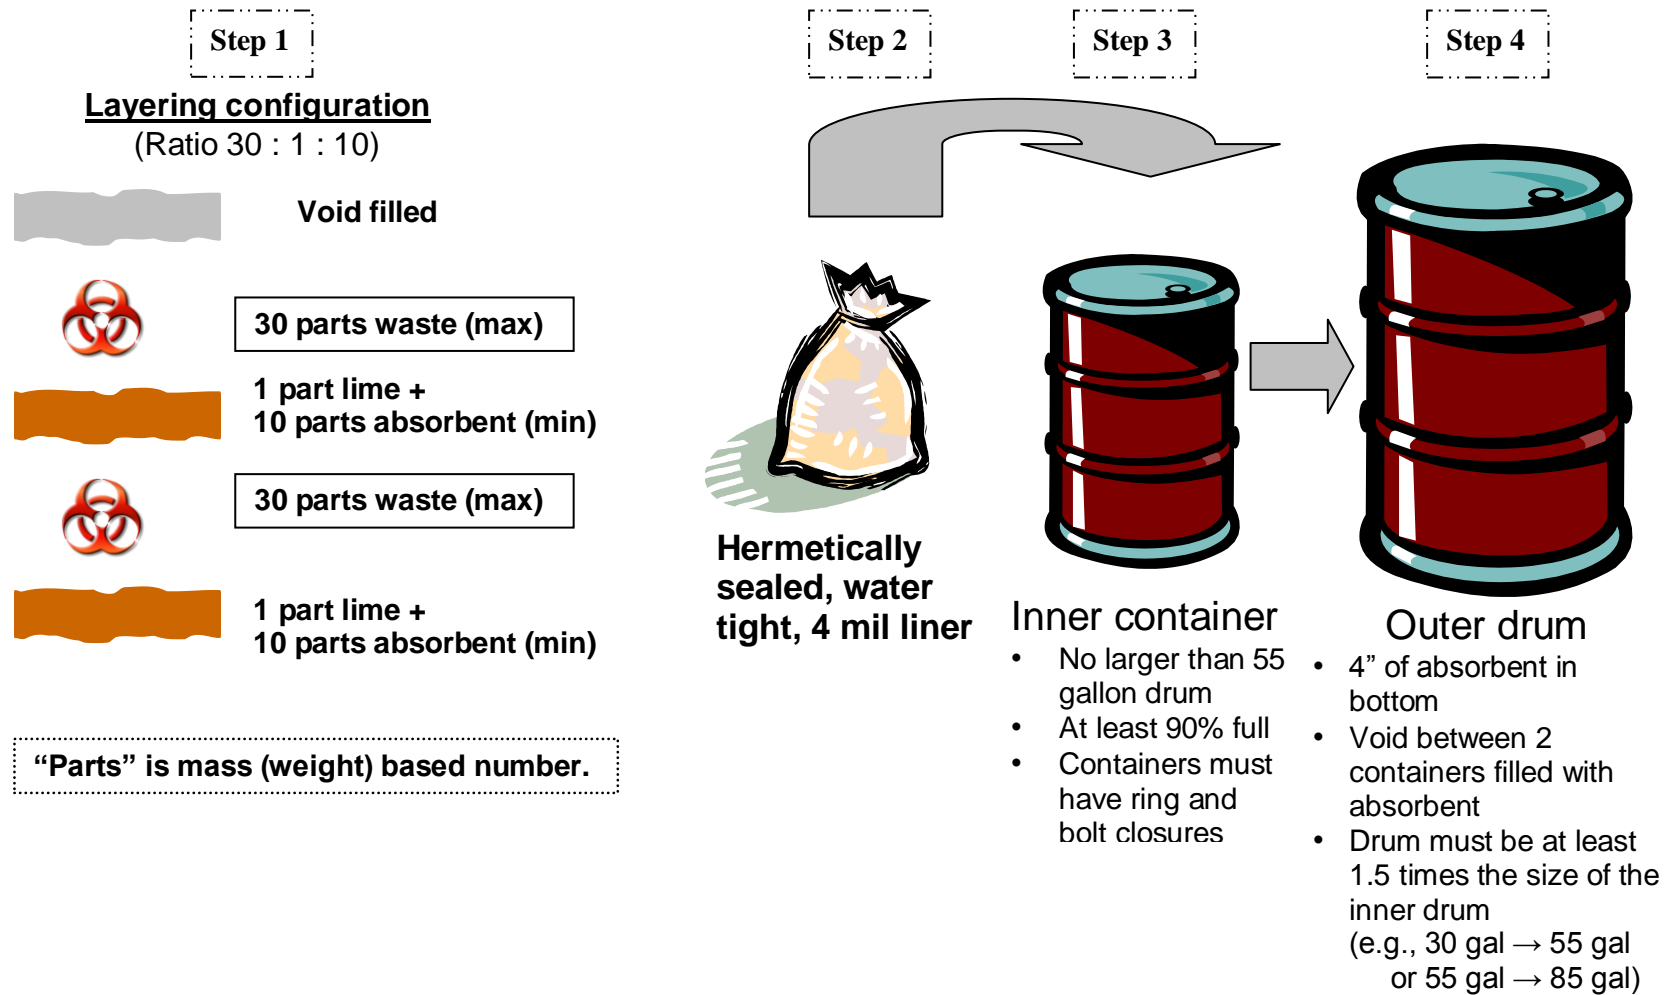 Step 1
Layering configuration
(Ratio 30 : 1 : 10)
Void filled
30 parts waste (max)
1 part lime +
10 parts absorbent (min)
30 parts waste (max)
1 part lime +
10 parts absorbent (min)
“Parts” is mass (weight) based number.
Step 2
Hermetically
sealed, water
tight, 4 mil liner
Step 3
Inner container
• No larger than 55
gallon drum
• At least 90% full
• Containers must
have ring and
bolt closures
Step 4
Outer drum
• 4” of absorbent in
bottom
• Void between 2
containers filled with
absorbent
• Drum must be at least
1.5 times the size of the
inner drum
(e.g., 30 gal → 55 gal
or 55 gal → 85 gal)